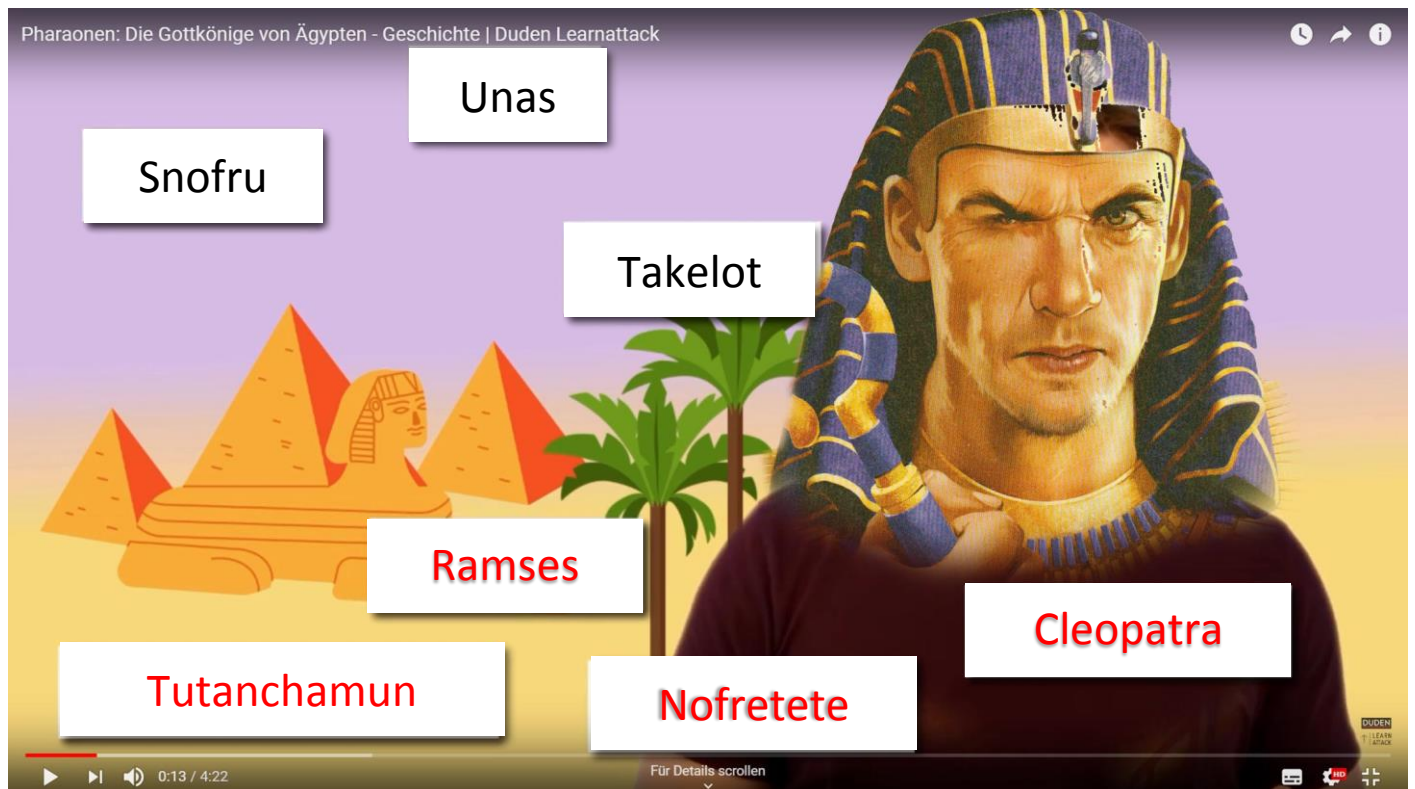 Pharaonen: Die Gottkönige von Ägypten - Geschichte | Duden Learnattack
Unas
Snofru
Takelot
Ramses
Cleopatra
Tutanchamun
Nofretete
DUDEN
LEARN
ATTACK
0:13 / 4:22
Für Details scrollen
HD